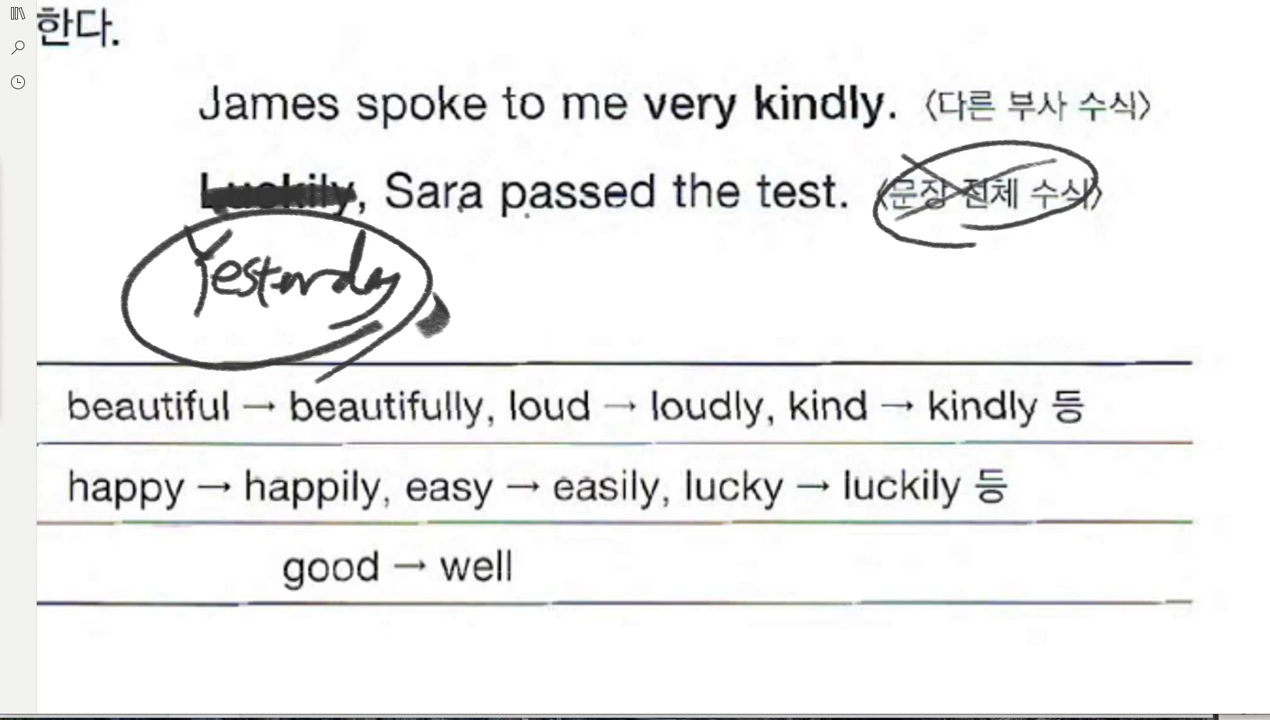 한다.
James spoke to me very kindly. 〈다른 부사 수식〉
Luckily, Sara passed the test. 〈문장 전체 수식〉
Yesterday
beautiful → beautifully, loud → loudly, kind → kindly 등
happy → happily, easy → easily, lucky → luckily 등
good → well